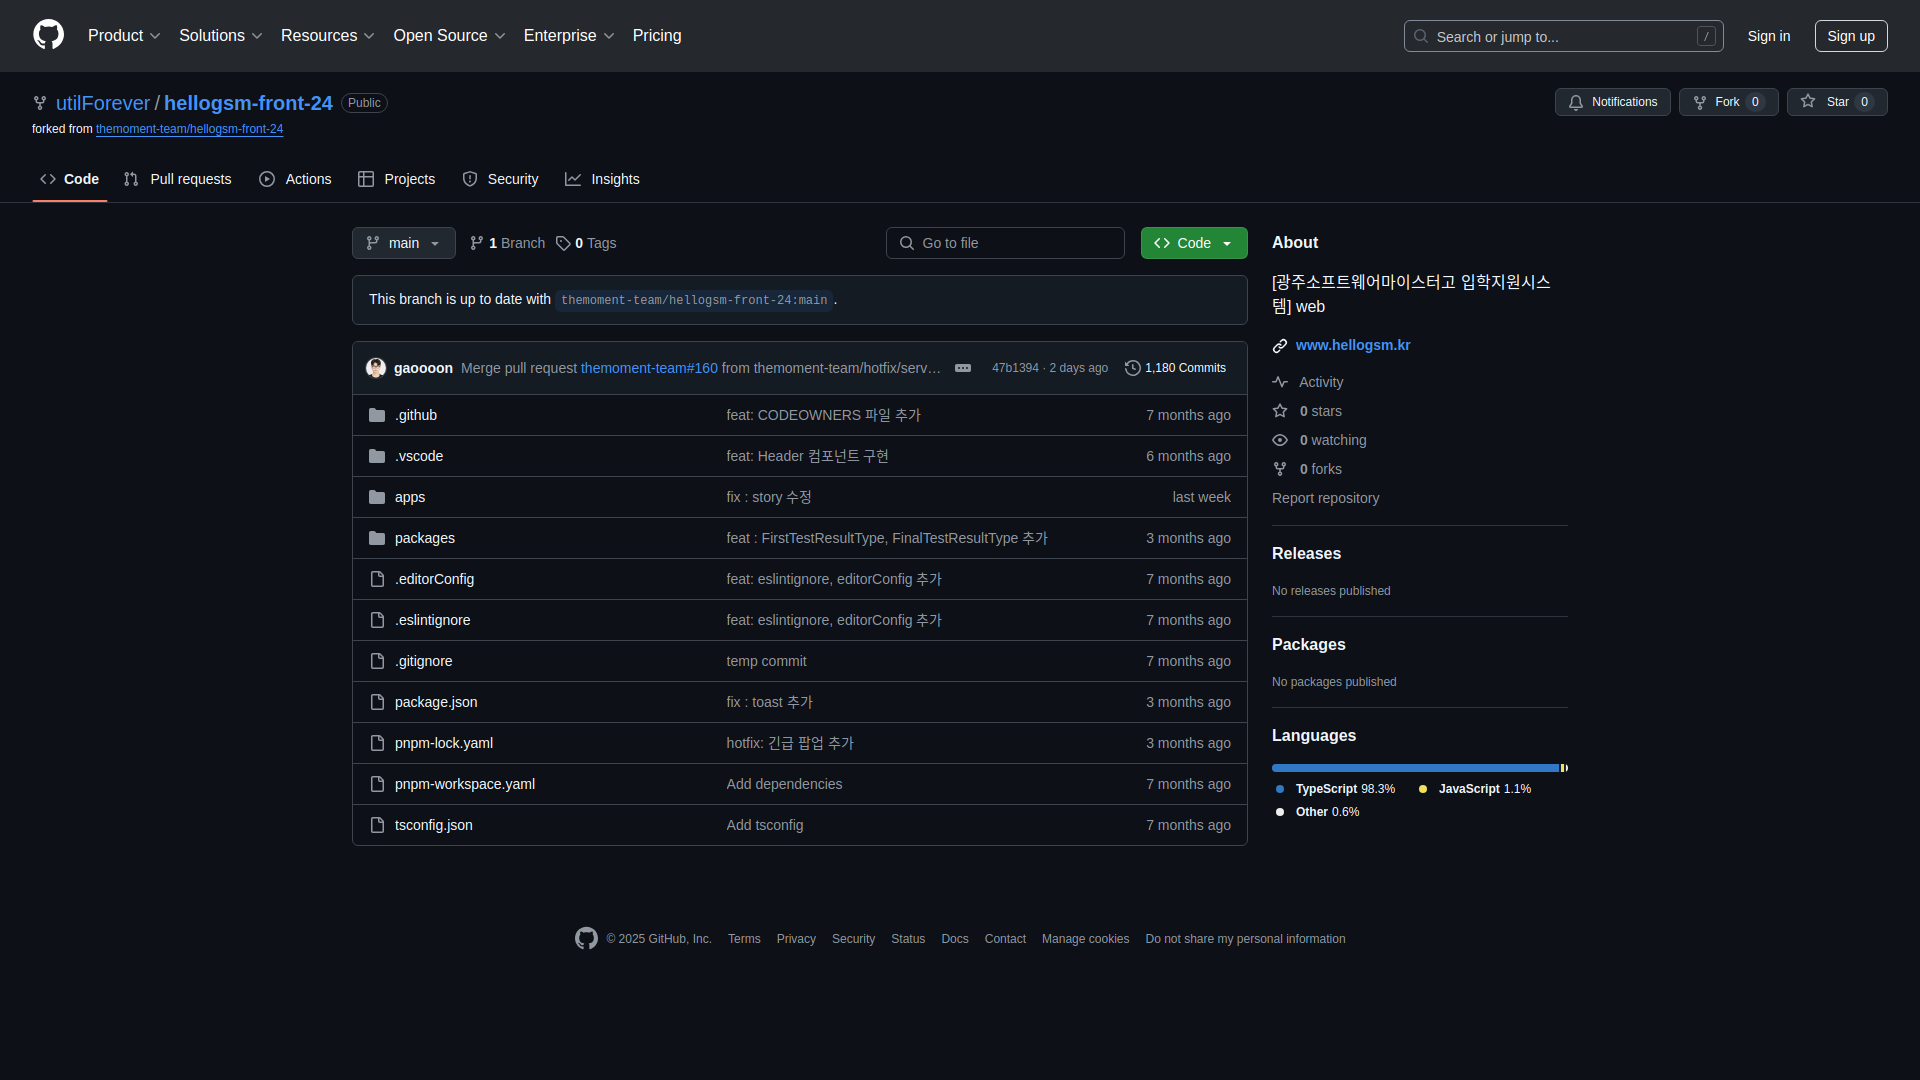 Product Solutions Resources Open Source Enterprise Pricing Search or jump to... / Sign in Sign up
utilForever / hellogsm-front-24 Public Notifications Fork 0 Star 0
forked from themoment-team/hellogsm-front-24
Code Pull requests Actions Projects Security Insights
main 1 Branch 0 Tags Go to file Code
This branch is up to date with themoment-team/hellogsm-front-24:main .
gaoooon Merge pull request themoment-team#160 from themoment-team/hotfix/serv… 47b1394 · 2 days ago 1,180 Commits
.github feat: CODEOWNERS 파일 추가 7 months ago
.vscode feat: Header 컴포넌트 구현 6 months ago
apps fix : story 수정 last week
packages feat : FirstTestResultType, FinalTestResultType 추가 3 months ago
.editorConfig feat: eslintignore, editorConfig 추가 7 months ago
.eslintignore feat: eslintignore, editorConfig 추가 7 months ago
.gitignore temp commit 7 months ago
package.json fix : toast 추가 3 months ago
pnpm-lock.yaml hotfix: 긴급 팝업 추가 3 months ago
pnpm-workspace.yaml Add dependencies 7 months ago
tsconfig.json Add tsconfig 7 months ago
About
[광주소프트웨어마이스터고 입학지원시스
템] web
www.hellogsm.kr
Activity
0 stars
0 watching
0 forks
Report repository
Releases
No releases published
Packages
No packages published
Languages
TypeScript 98.3% JavaScript 1.1%
Other 0.6%
© 2025 GitHub, Inc. Terms Privacy Security Status Docs Contact Manage cookies Do not share my personal information